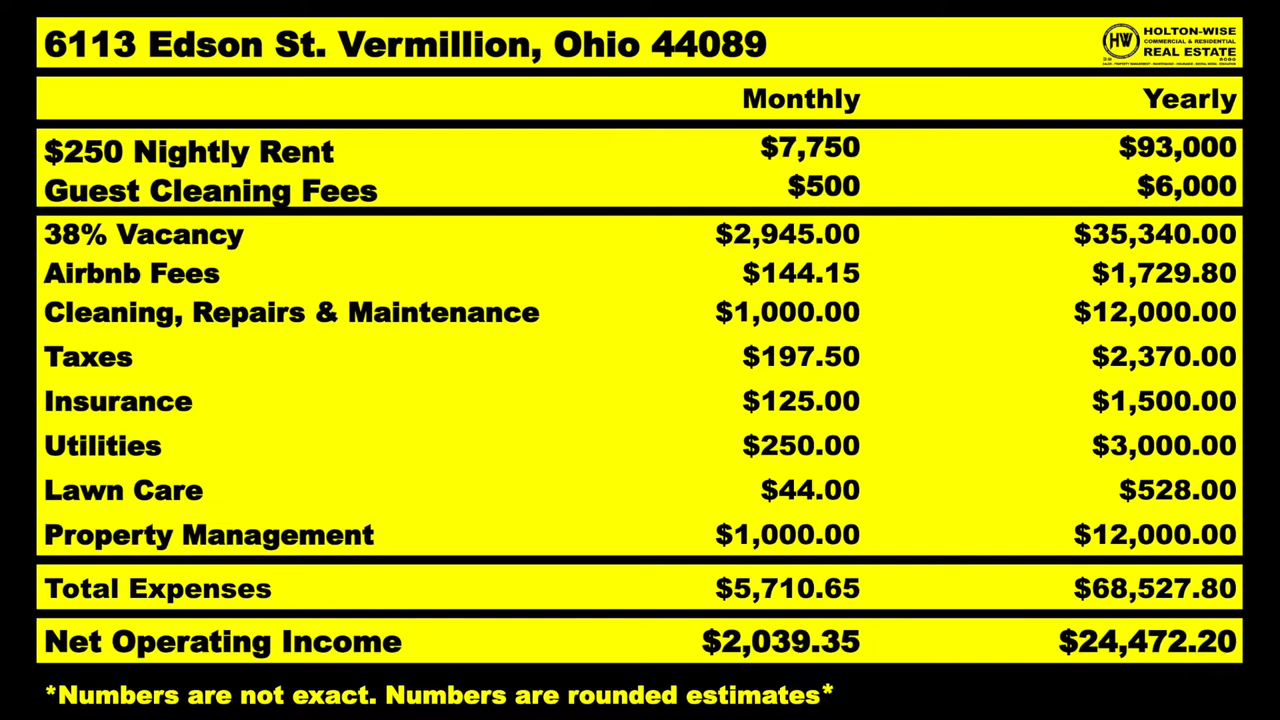 6113 Edson St. Vermillion, Ohio 44089
HW
HOLTON-WISE
COMMERCIAL & RESIDENTIAL
REAL ESTATE
Monthly Yearly
$250 Nightly Rent $7,750 $93,000
Guest Cleaning Fees $500 $6,000
38% Vacancy $2,945.00 $35,340.00
Airbnb Fees $144.15 $1,729.80
Cleaning, Repairs & Maintenance $1,000.00 $12,000.00
Taxes $197.50 $2,370.00
Insurance $125.00 $1,500.00
Utilities $250.00 $3,000.00
Lawn Care $44.00 $528.00
Property Management $1,000.00 $12,000.00
Total Expenses $5,710.65 $68,527.80
Net Operating Income $2,039.35 $24,472.20
*Numbers are not exact. Numbers are rounded estimates*